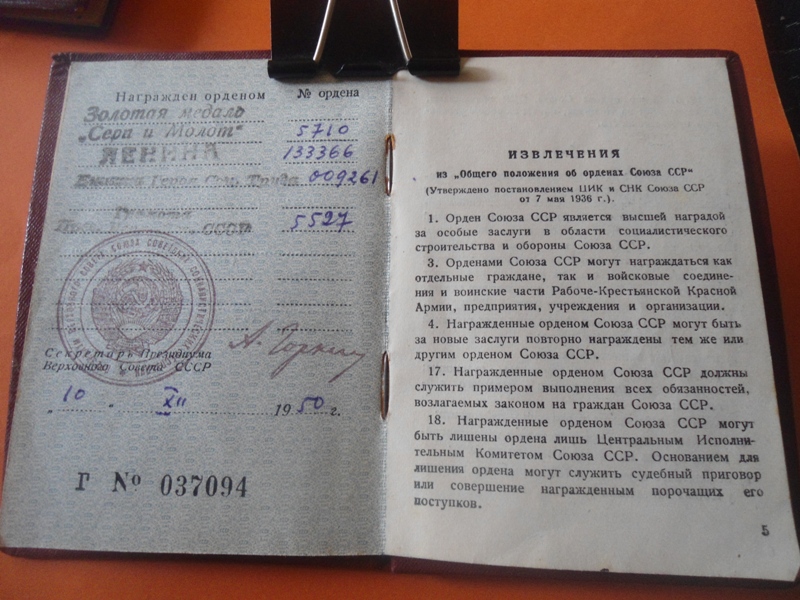 Награжден орденом № ордена
Золотая медаль
„Серп и Молот“ 5710
ЛЕНИНА 133366
Героя Соц. Труда 009261
Грамота
СССР 5527
Секретарь Президиума
Верховного Совета СССР
А. Горкин
10 . XII 1950 г.
Г № 037094
ИЗВЛЕЧЕНИЯ
из „Общего положения об орденах Союза ССР“
(Утверждено постановлением ЦИК и СНК Союза ССР
от 7 мая 1936 г.).
1. Орден Союза ССР является высшей наградой
за особые заслуги в области социалистического
строительства и обороны Союза ССР.
3. Орденами Союза ССР могут награждаться как
отдельные граждане, так и войсковые соедине-
ния и воинские части Рабоче-Крестьянской Красной
Армии, предприятия, учреждения и организации.
4. Награжденные орденом Союза ССР могут быть
за новые заслуги повторно награждены тем же или
другим орденом Союза ССР.
17. Награжденные орденом Союза ССР должны
служить примером выполнения всех обязанностей,
возлагаемых законом на граждан Союза ССР.
18. Награжденные орденом Союза ССР могут
быть лишены ордена лишь Центральным Исполни-
тельным Комитетом Союза ССР. Основанием для
лишения ордена могут служить судебный приговор
или совершение награжденным порочащих его
поступков.
5